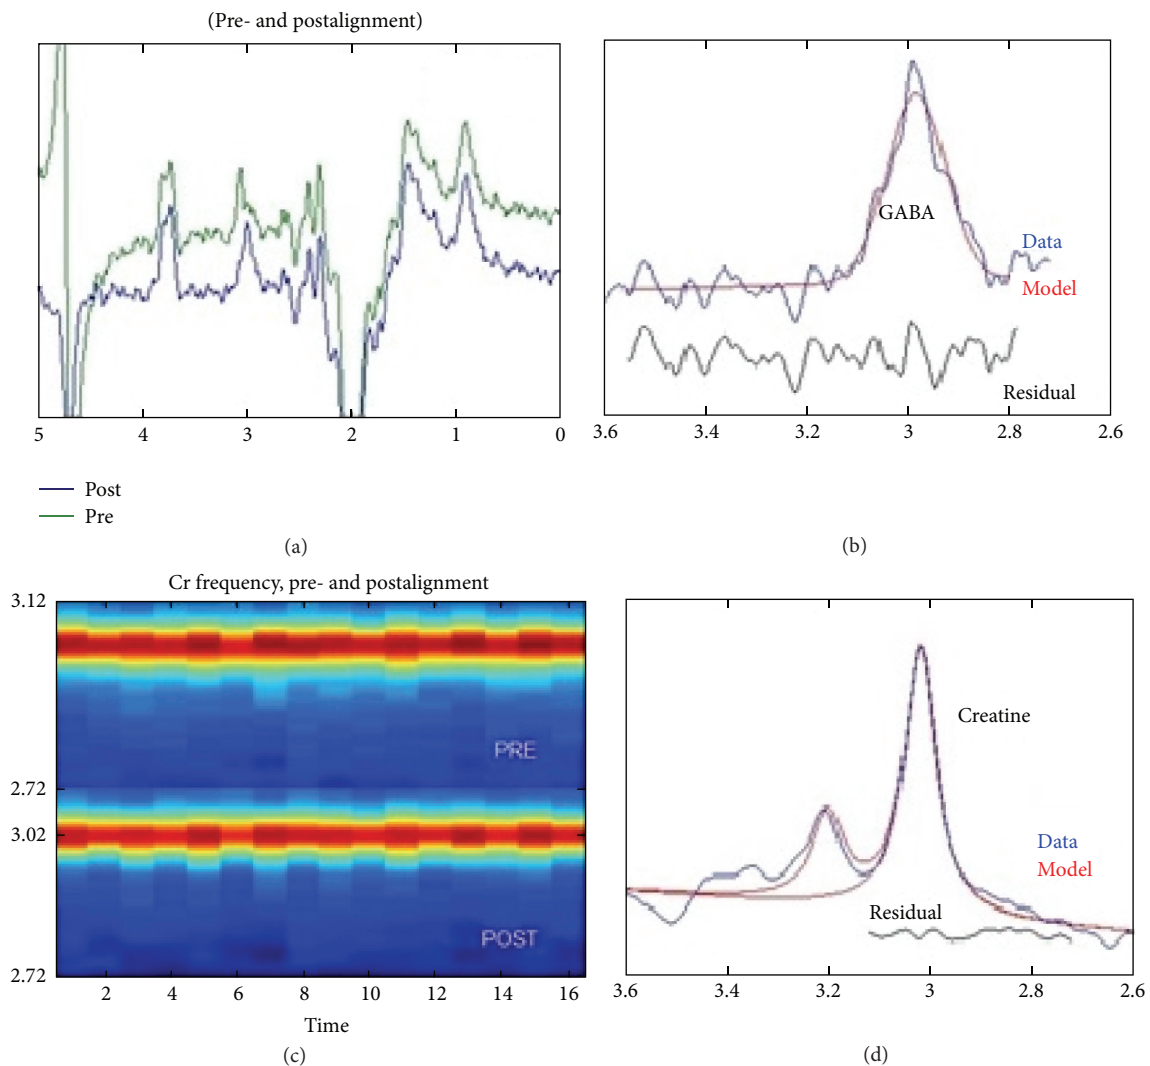 (Pre- and postalignment)
5 4 3 2 1 0
Post
Pre
(a)
GABA
Data
Model
Residual
3.6 3.4 3.2 3 2.8 2.6
(b)
Cr frequency, pre- and postalignment
3.12
PRE
2.72
3.02
POST
2.72
2 4 6 8 10 12 14 16
Time
(c)
Creatine
Data
Model
Residual
3.6 3.4 3.2 3 2.8 2.6
(d)